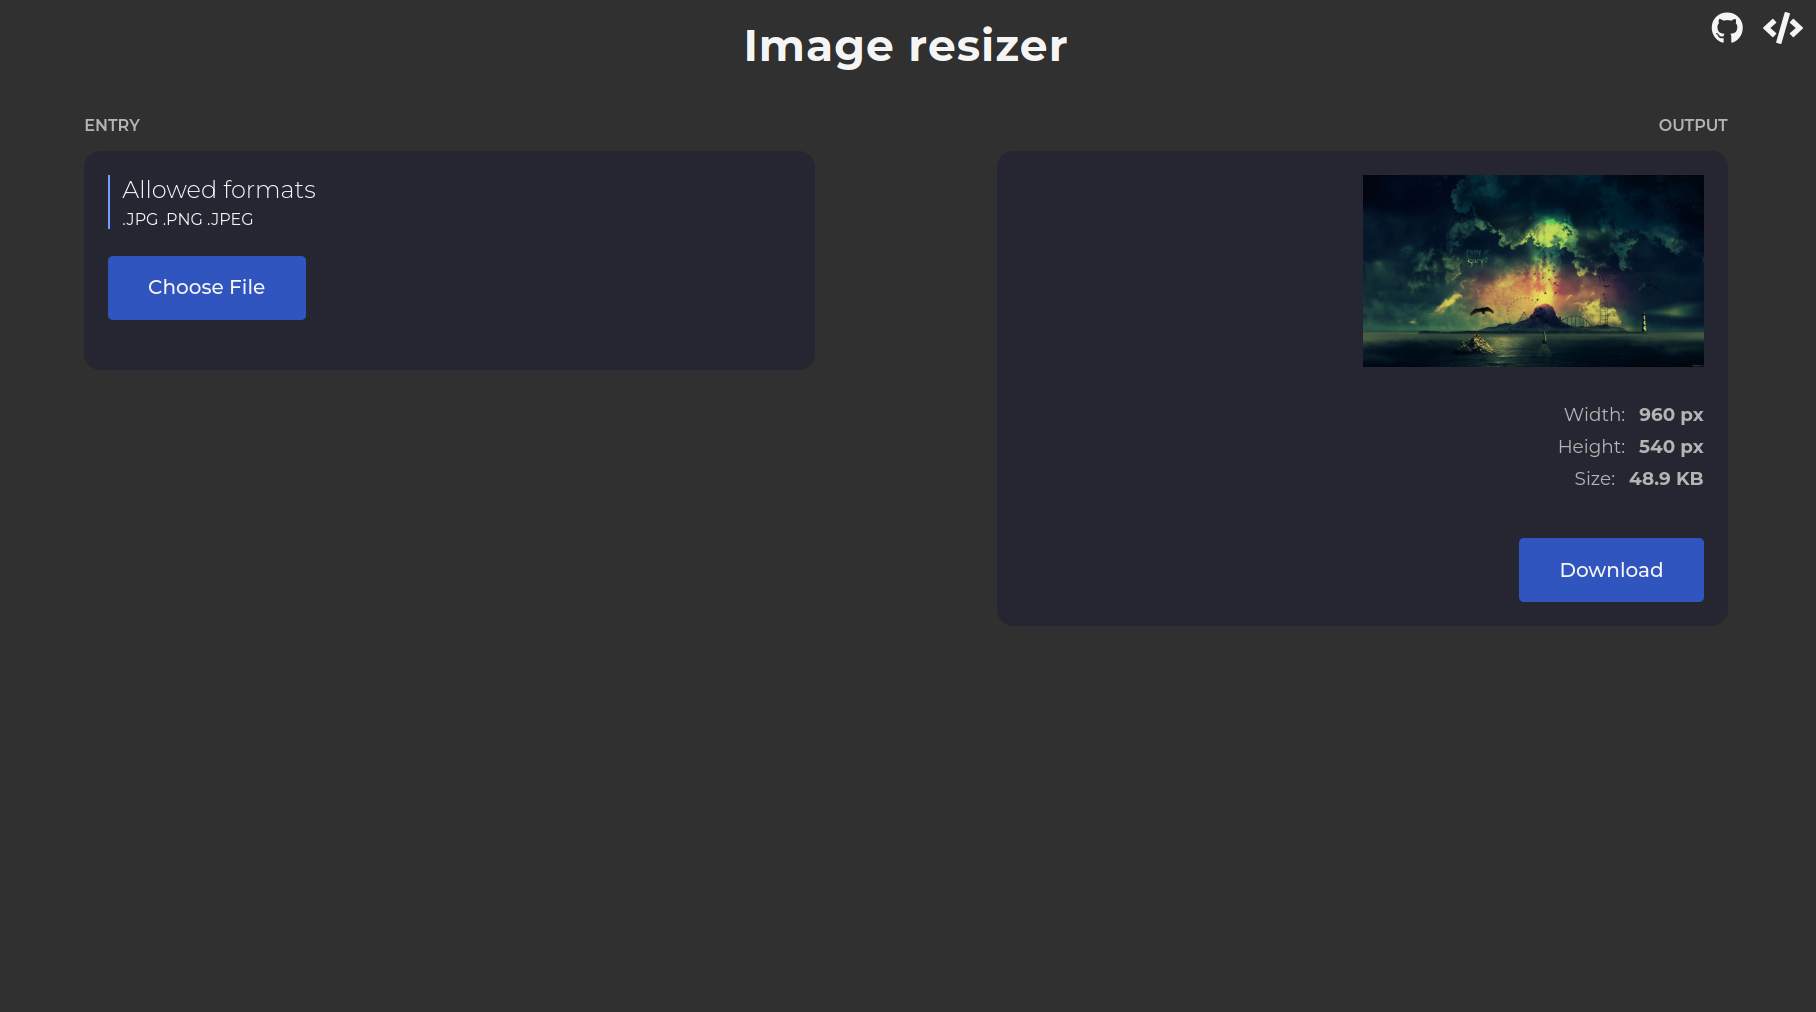 Image resizer
ENTRY
Allowed formats
.JPG .PNG .JPEG
Choose File
OUTPUT
Width: 960 px
Height: 540 px
Size: 48.9 KB
Download